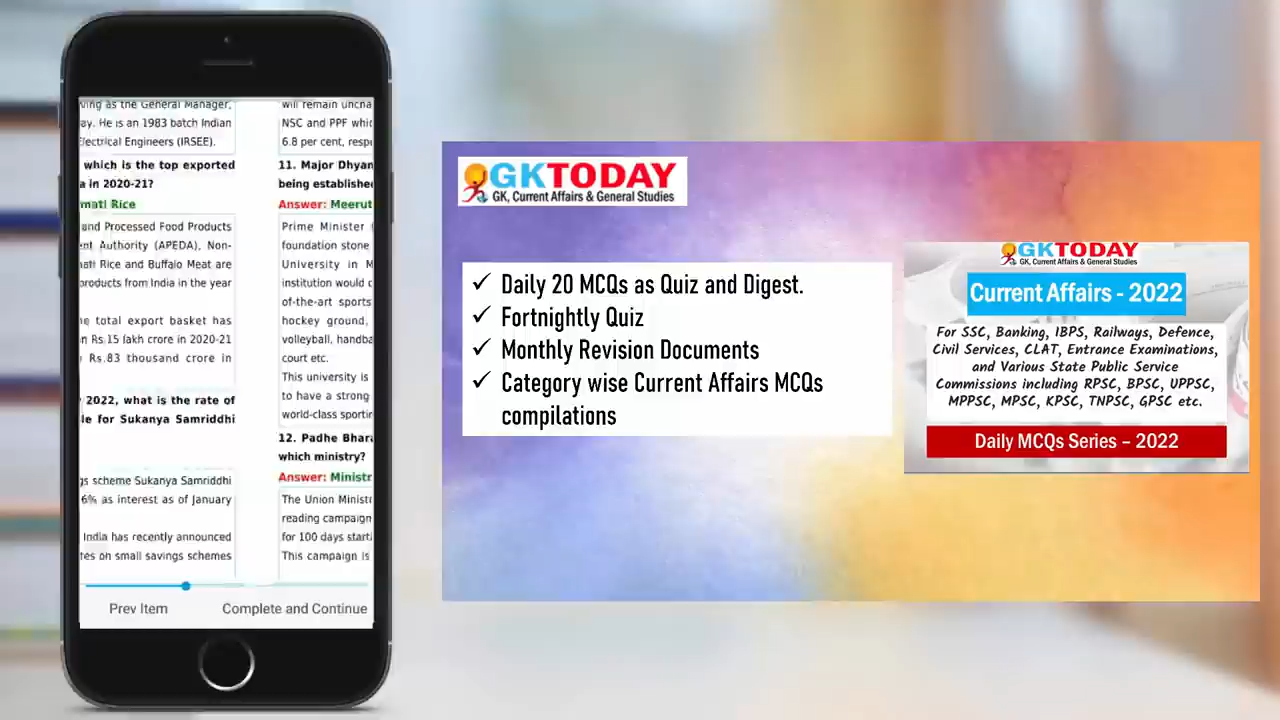 ving as the General Manager,
ay. He is an 1983 batch Indian
Electrical Engineers (IRSEE).
which is the top exported
a in 2020-21?
mati Rice
and Processed Food Products
nt Authority (APEDA), Non-
ati Rice and Buffalo Meat are
products from India in the year
e total export basket has
n Rs.15 lakh crore in 2020-21
Rs.83 thousand crore in
2022, what is the rate of
le for Sukanya Samriddhi
gs scheme Sukanya Samriddhi
6% as interest as of January
India has recently announced
tes on small savings schemes
will remain uncha
NSC and PPF whic
6.8 per cent, resp
11. Major Dhyan
being established
Answer: Meerut
Prime Minister
foundation stone
University in M
institution would c
of-the-art sports
hockey ground,
volleyball, handba
court etc.
This university is
to have a strong
world-class sportin
12. Padhe Bhara
which ministry?
Answer: Ministr
The Union Ministr
reading campaign
for 100 days starti
This campaign is
Prev Item
Complete and Continue
GKTODAY
GK, Current Affairs & General Studies
✓ Daily 20 MCQs as Quiz and Digest.
✓ Fortnightly Quiz
✓ Monthly Revision Documents
✓ Category wise Current Affairs MCQs
compilations
GKTODAY
GK, Current Affairs & General Studies
Current Affairs - 2022
For SSC, Banking, IBPS, Railways, Defence,
Civil Services, CLAT, Entrance Examinations,
and Various State Public Service
Commissions including RPSC, BPSC, UPPSC,
MPPSC, MPSC, KPSC, TNPSC, GPSC etc.
Daily MCQs Series – 2022